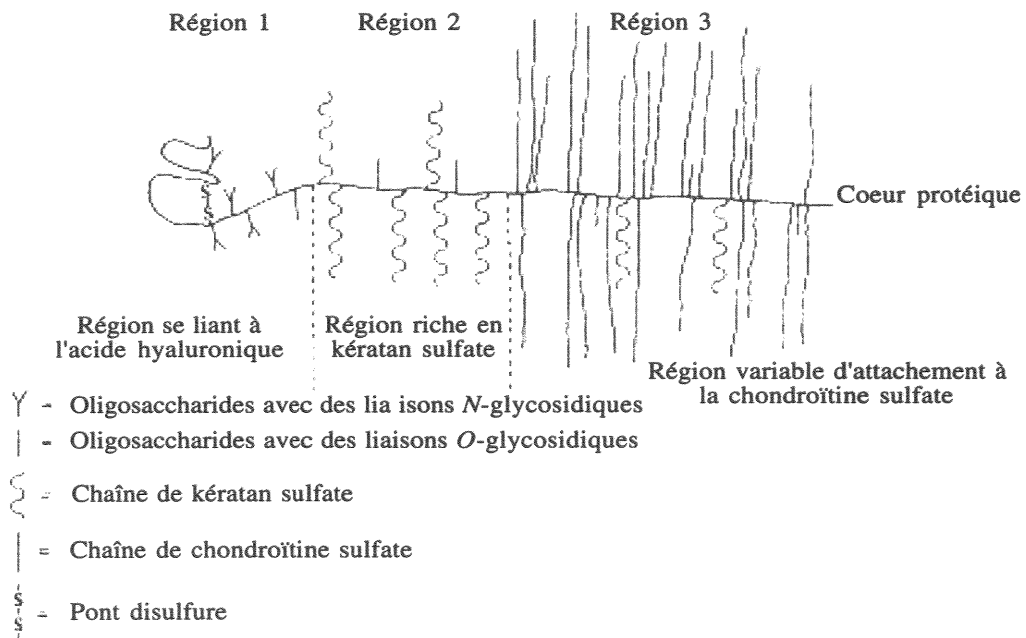 Région 1 Région 2 Région 3
Coeur protéique
Région se liant à
l'acide hyaluronique
Région riche en
kératan sulfate
Région variable d'attachement à
la chondroïtine sulfate
- Oligosaccharides avec des lia isons N-glycosidiques
- Oligosaccharides avec des liaisons O-glycosidiques
= Chaîne de kératan sulfate
= Chaîne de chondroïtine sulfate
S
S
- Pont disulfure